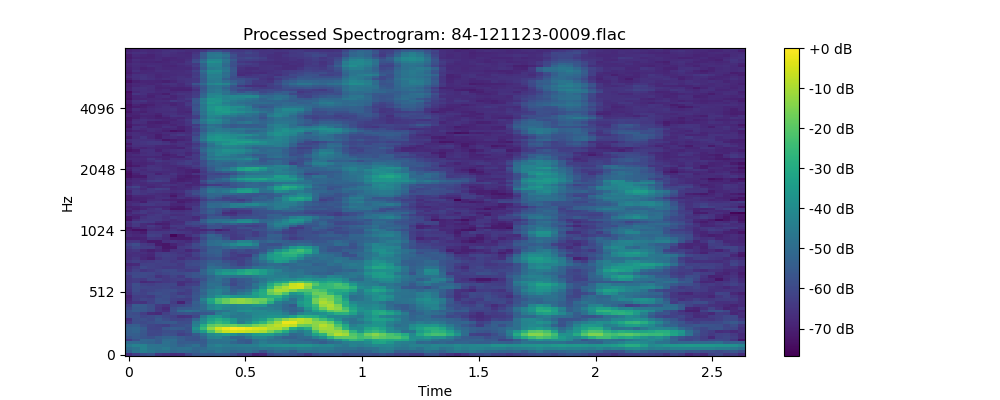 Processed Spectrogram: 84-121123-0009.flac
+0 dB
-10 dB
-20 dB
-30 dB
-40 dB
-50 dB
-60 dB
-70 dB
Hz
4096
2048
1024
512
0
0
0.5
1
1.5
2
2.5
Time